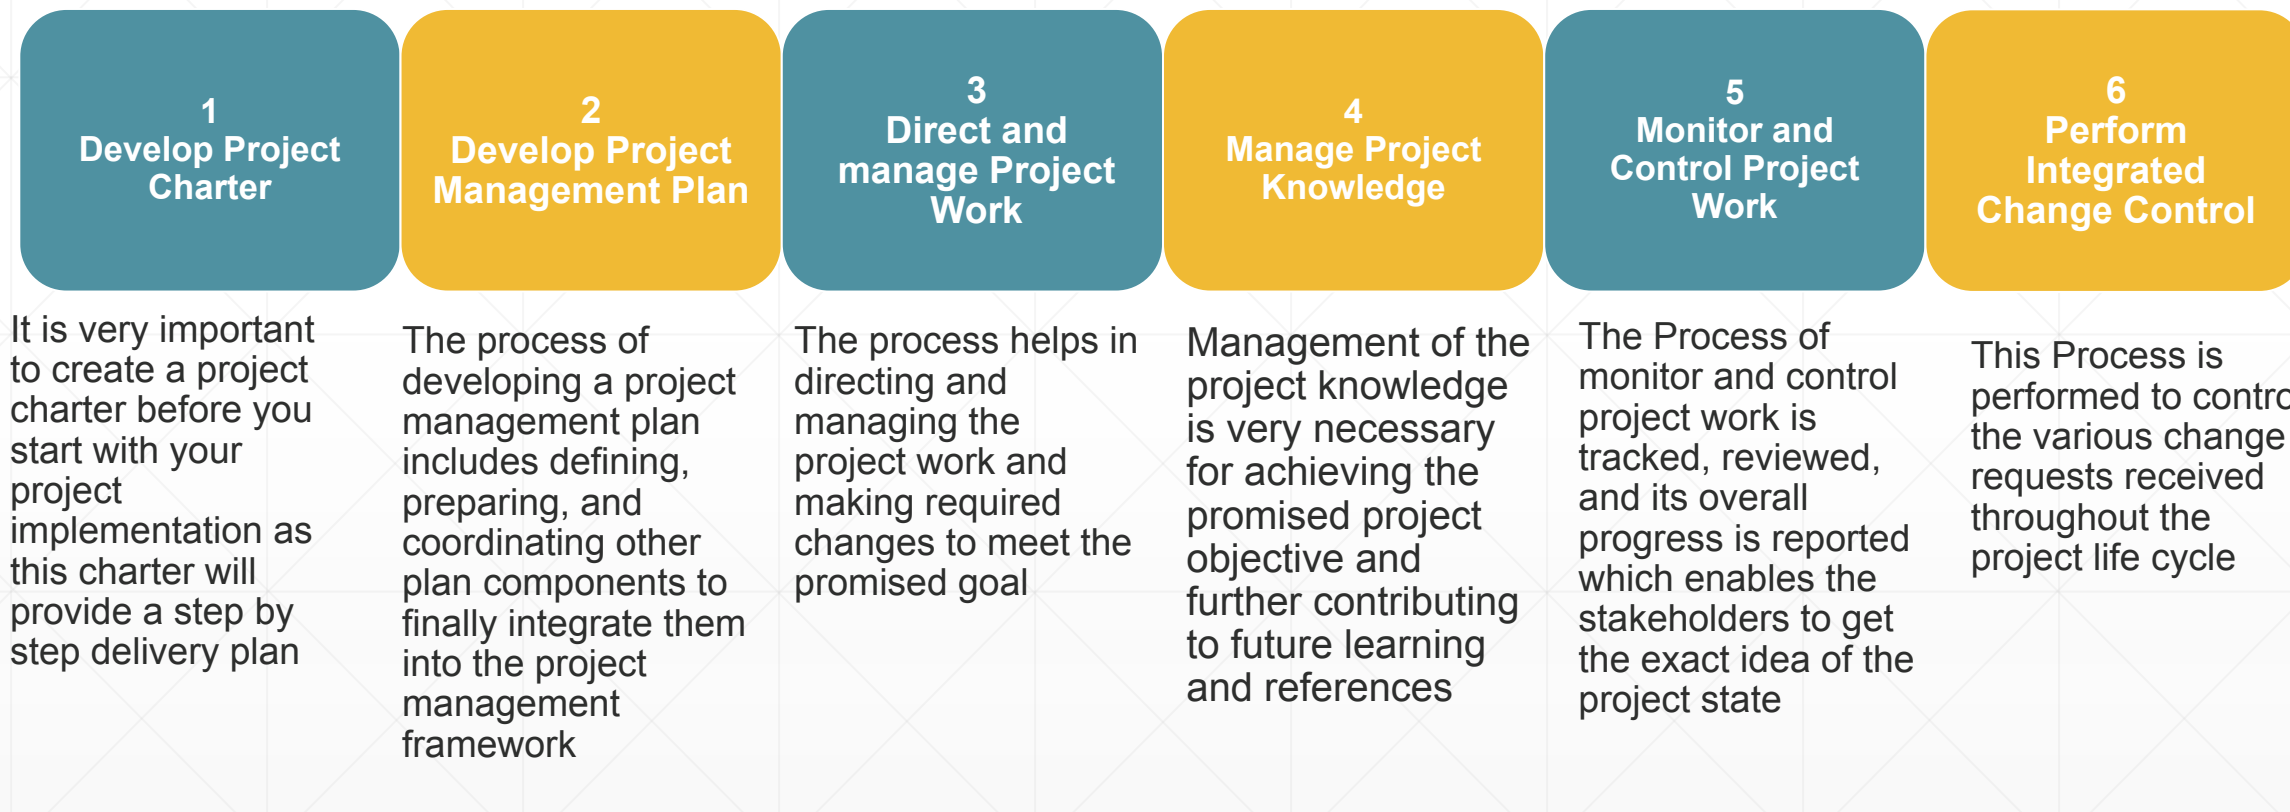 1
Develop Project
Charter
2
Develop Project
Management Plan
3
Direct and
manage Project
Work
4
Manage Project
Knowledge
5
Monitor and
Control Project
Work
6
Perform
Integrated
Change Control
It is very important
to create a project
charter before you
start with your
project
implementation as
this charter will
provide a step by
step delivery plan
The process of
developing a project
management plan
includes defining,
preparing, and
coordinating other
plan components to
finally integrate them
into the project
management
framework
The process helps in
directing and
managing the
project work and
making required
changes to meet the
promised goal
Management of the
project knowledge
is very necessary
for achieving the
promised project
objective and
further contributing
to future learning
and references
The Process of
monitor and control
project work is
tracked, reviewed,
and its overall
progress is reported
which enables the
stakeholders to get
the exact idea of the
project state
This Process is
performed to contro
the various change
requests received
throughout the
project life cycle